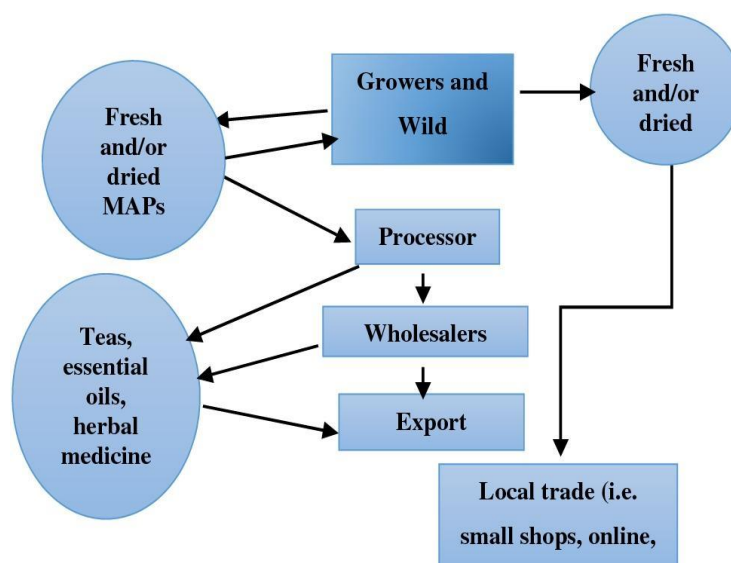 Growers and
Wild
Fresh
and/or
dried
Fresh
and/or
dried
MAPs
Processor
Wholesalers
Teas,
essential
oils,
herbal
medicine
Export
Local trade (i.e.
small shops, online,